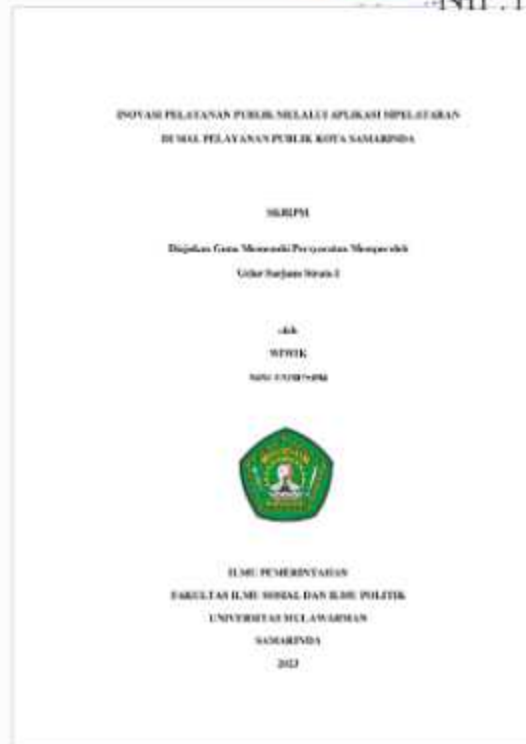 INOVASI PELAYANAN PUBLIK MELALUI APLIKASI SIPELATARAN
DI MAL PELAYANAN PUBLIK KOTA SAMARINDA
SKRIPSI
Diajukan Guna Memenuhi Persyaratan Memperoleh
Gelar Sarjana Strata I
oleh
WIWIK
ILMU PEMERINTAHAN
FAKULTAS ILMU SOSIAL DAN ILMU POLITIK
UNIVERSITAS MULAWARMAN
SAMARINDA
2023